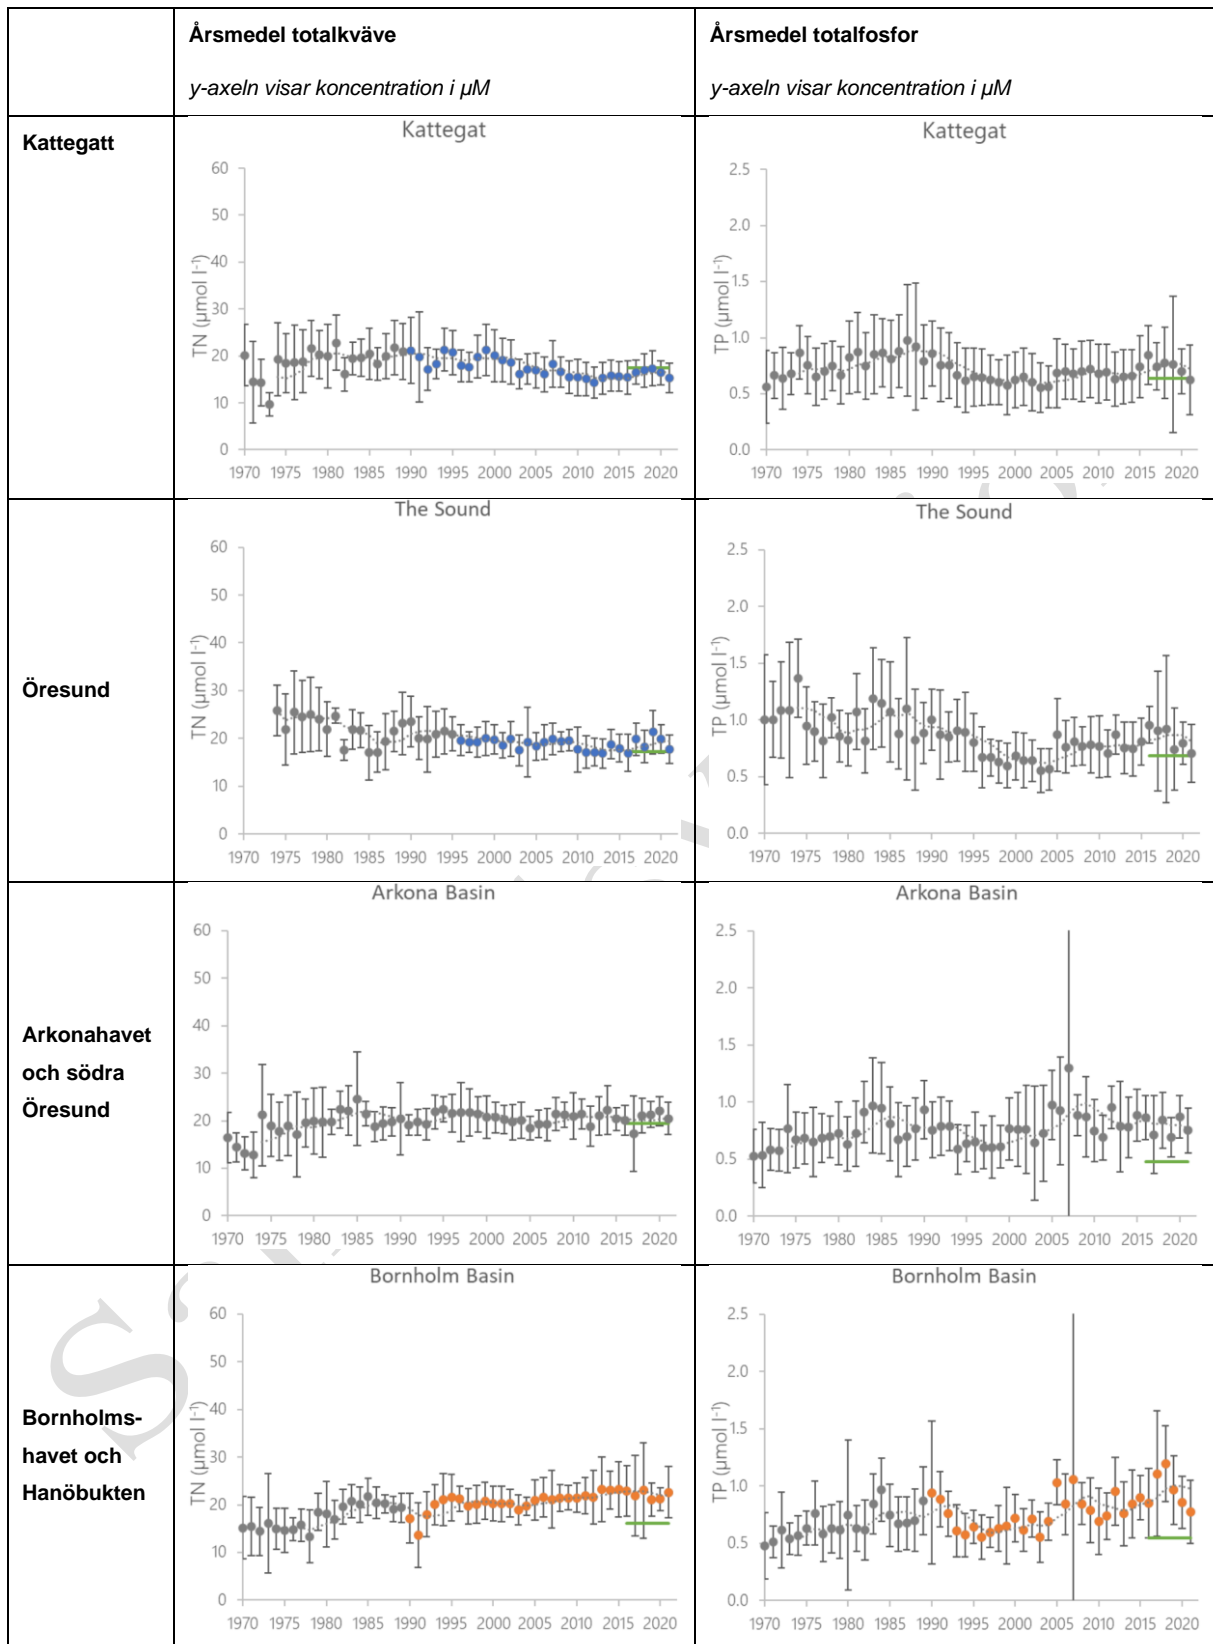 Årsmedel totalkväve
y-axeln visar koncentration i µM
Årsmedel totalfosfor
y-axeln visar koncentration i µM
Kattegatt
Kattegat
60
50
40
30
20
10
0
TN (µmol l⁻¹)
1970 1975 1980 1985 1990 1995 2000 2005 2010 2015 2020
Kattegat
2.5
2.0
1.5
1.0
0.5
0.0
TP (µmol l⁻¹)
1970 1975 1980 1985 1990 1995 2000 2005 2010 2015 2020
Öresund
The Sound
60
50
40
30
20
10
0
TN (µmol l⁻¹)
1970 1975 1980 1985 1990 1995 2000 2005 2010 2015 2020
The Sound
2.5
2.0
1.5
1.0
0.5
0.0
TP (µmol l⁻¹)
1970 1975 1980 1985 1990 1995 2000 2005 2010 2015 2020
Arkonahavet
och södra
Öresund
Arkona Basin
60
50
40
30
20
10
0
TN (µmol l⁻¹)
1970 1975 1980 1985 1990 1995 2000 2005 2010 2015 2020
Arkona Basin
2.5
2.0
1.5
1.0
0.5
0.0
TP (µmol l⁻¹)
1970 1975 1980 1985 1990 1995 2000 2005 2010 2015 2020
Bornholms-
havet och
Hanöbukten
Bornholm Basin
60
50
40
30
20
10
0
TN (µmol l⁻¹)
1970 1975 1980 1985 1990 1995 2000 2005 2010 2015 2020
Bornholm Basin
2.5
2.0
1.5
1.0
0.5
0.0
TP (µmol l⁻¹)
1970 1975 1980 1985 1990 1995 2000 2005 2010 2015 2020